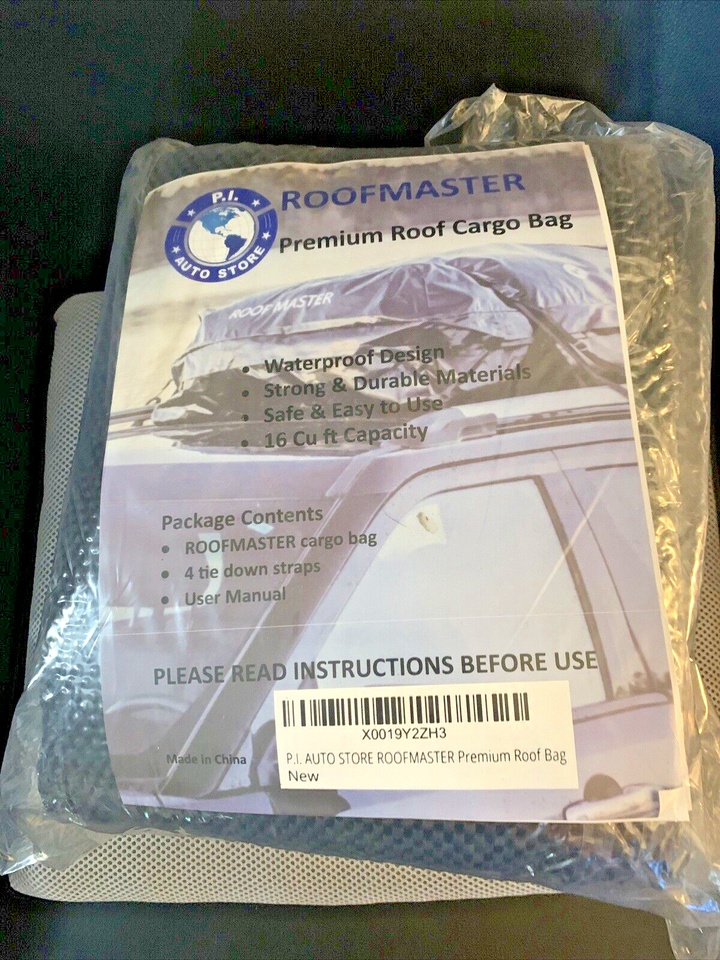 P.I.
AUTO STORE
ROOFMASTER
Premium Roof Cargo Bag
ROOFMASTER
• Waterproof Design
• Strong & Durable Materials
• Safe & Easy to Use
• 16 Cu ft Capacity
Package Contents
• ROOFMASTER cargo bag
• 4 tie down straps
• User Manual
PLEASE READ INSTRUCTIONS BEFORE USE
X0019Y2ZH3
Made in China
P.I. AUTO STORE ROOFMASTER Premium Roof Bag
New